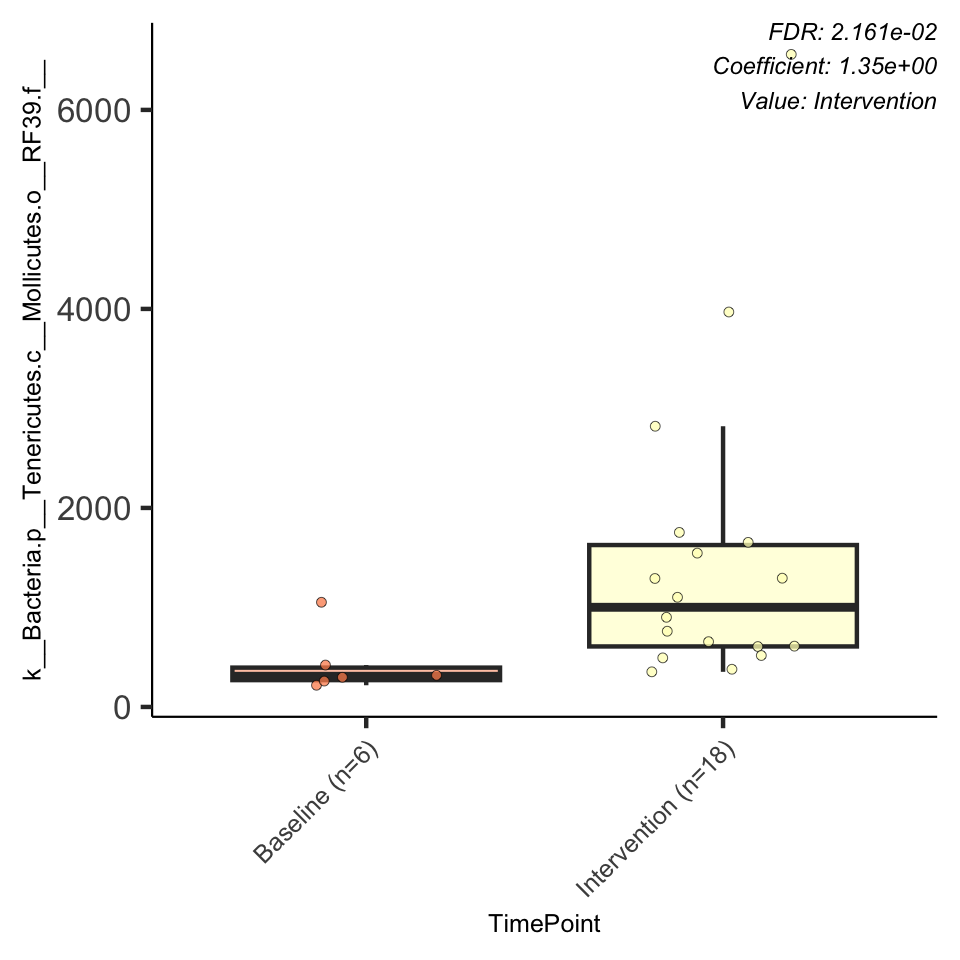 FDR: 2.161e-02
Coefficient: 1.35e+00
Value: Intervention
k__Bacteria.p__Tenericutes.c__Mollicutes.o__RF39.f__
6000
4000
2000
0
Baseline (n=6)
Intervention (n=18)
TimePoint